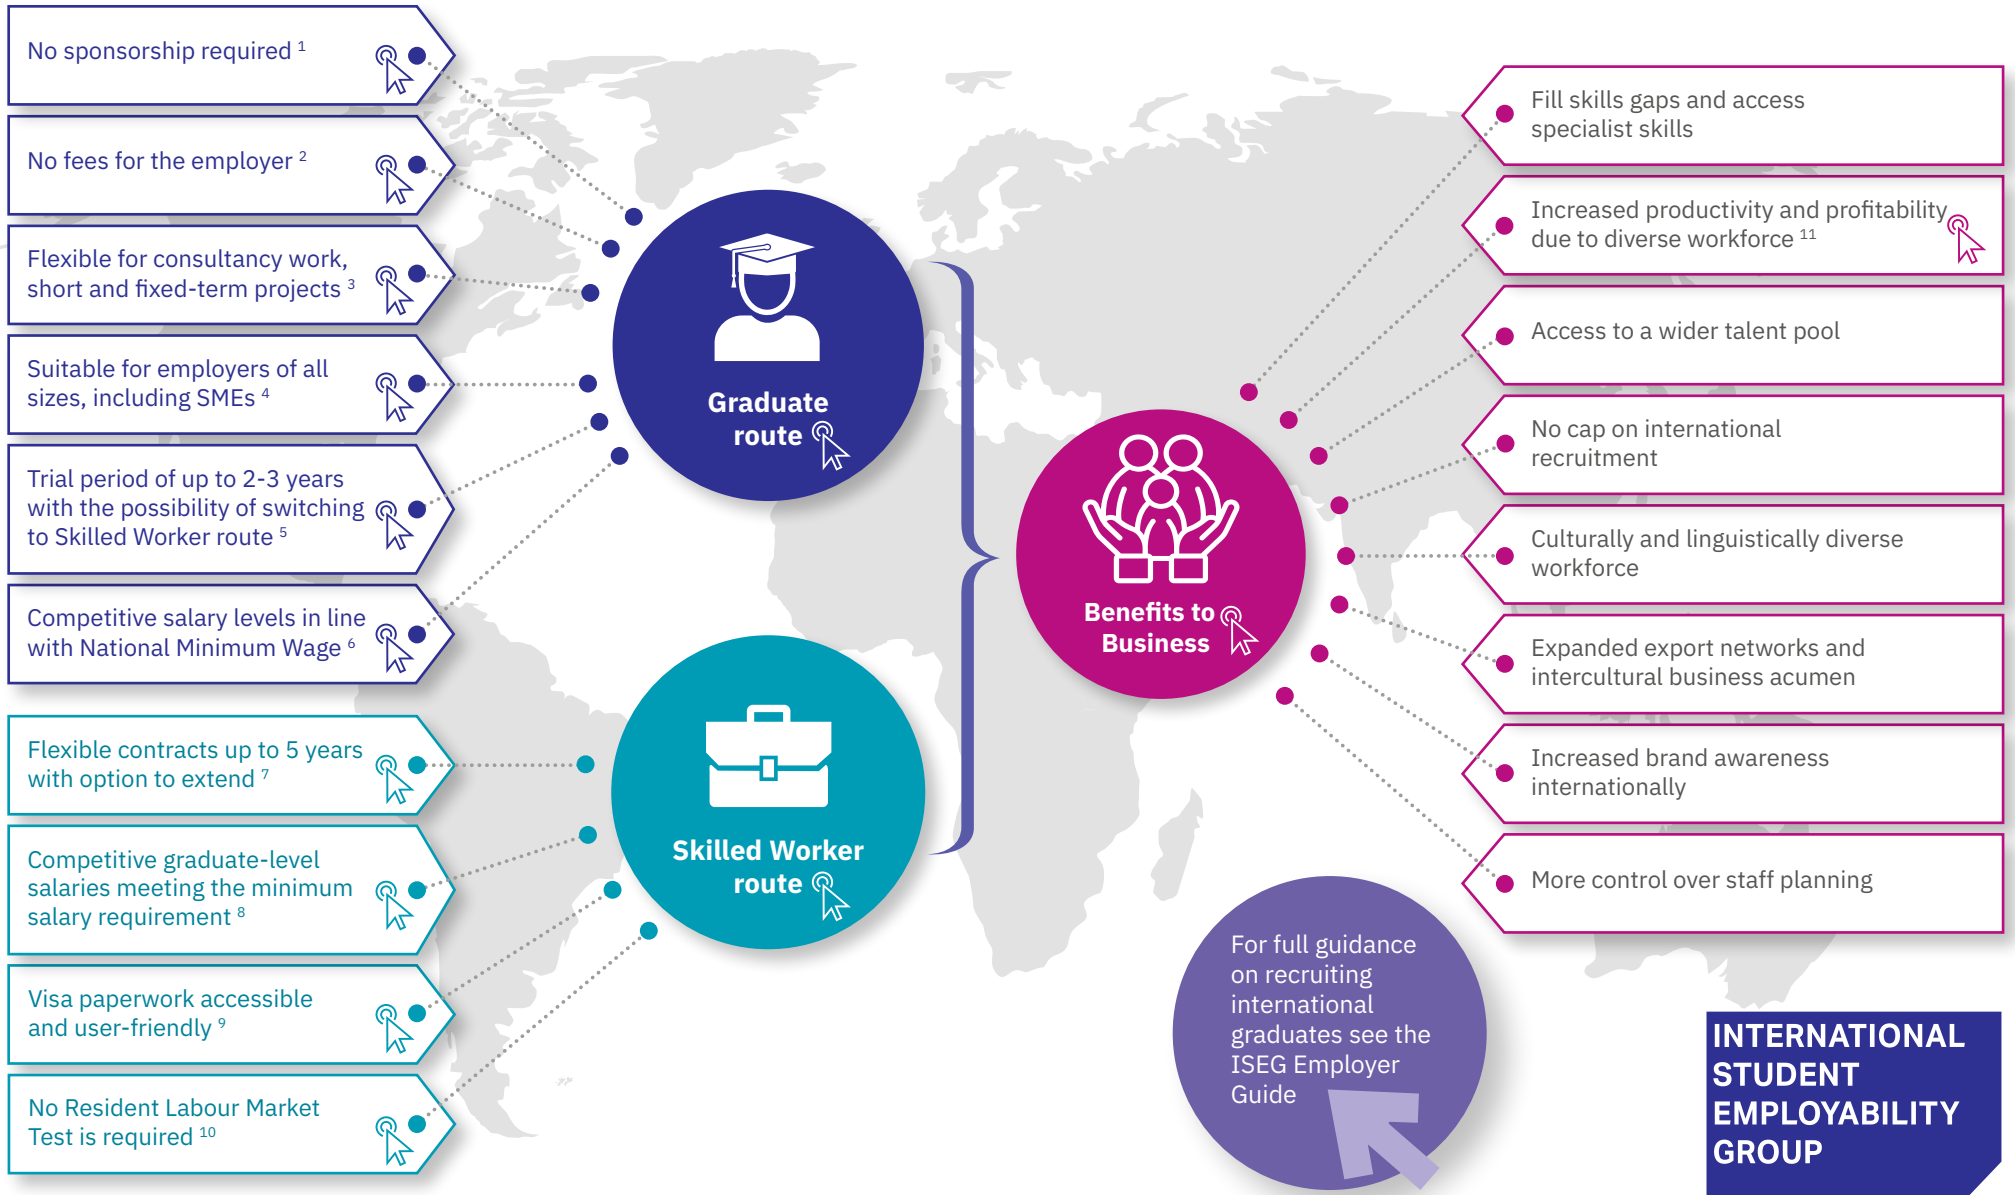 No sponsorship required 1
No fees for the employer 2
Flexible for consultancy work,
short and fixed-term projects 3
Suitable for employers of all
sizes, including SMEs 4
Trial period of up to 2-3 years
with the possibility of switching
to Skilled Worker route 5
Competitive salary levels in line
with National Minimum Wage 6
Flexible contracts up to 5 years
with option to extend 7
Competitive graduate-level
salaries meeting the minimum
salary requirement 8
Visa paperwork accessible
and user-friendly 9
No Resident Labour Market
Test is required 10
Graduate
route
Skilled Worker
route
Benefits to
Business
Fill skills gaps and access
specialist skills
Increased productivity and profitability
due to diverse workforce 11
Access to a wider talent pool
No cap on international
recruitment
Culturally and linguistically diverse
workforce
Expanded export networks and
intercultural business acumen
Increased brand awareness
internationally
More control over staff planning
For full guidance
on recruiting
international
graduates see the
ISEG Employer
Guide
INTERNATIONAL
STUDENT
EMPLOYABILITY
GROUP